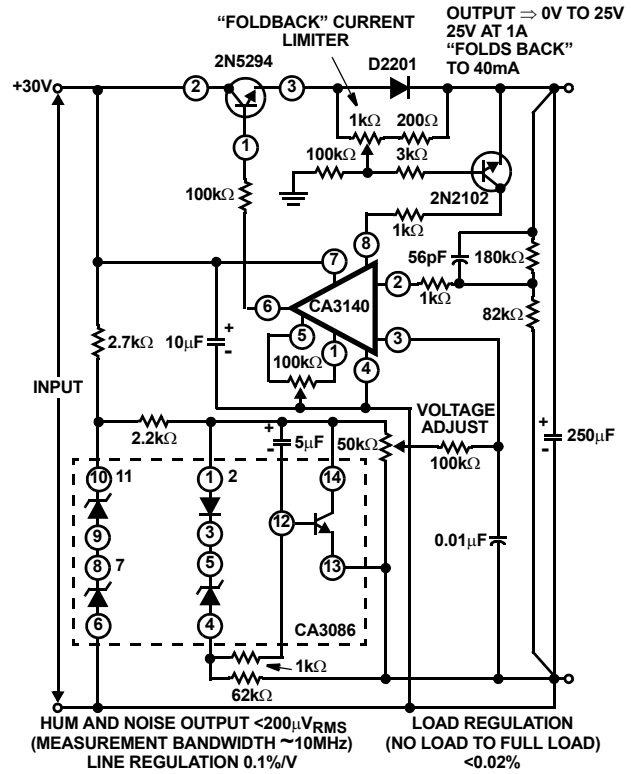 “FOLDBACK” CURRENT
LIMITER
OUTPUT ⇒ 0V TO 25V
25V AT 1A
“FOLDS BACK”
TO 40mA
2N5294
D2201
+30V
2
3
1kΩ
200Ω
1
100kΩ
3kΩ
100kΩ
2N2102
1kΩ
8
7
56pF
180kΩ
2
6
CA3140
1kΩ
5
1
3
82kΩ
2.7kΩ
10μF
+
-
100kΩ
4
INPUT
VOLTAGE
ADJUST
2.2kΩ
+
-
5μF
50kΩ
100kΩ
+
-
250μF
10
11
1
2
14
9
3
12
0.01μF
8
7
5
13
6
4
CA3086
1kΩ
62kΩ
HUM AND NOISE OUTPUT <200μVRMS
(MEASUREMENT BANDWIDTH ~10MHz)
LINE REGULATION 0.1%/V
LOAD REGULATION
(NO LOAD TO FULL LOAD)
<0.02%